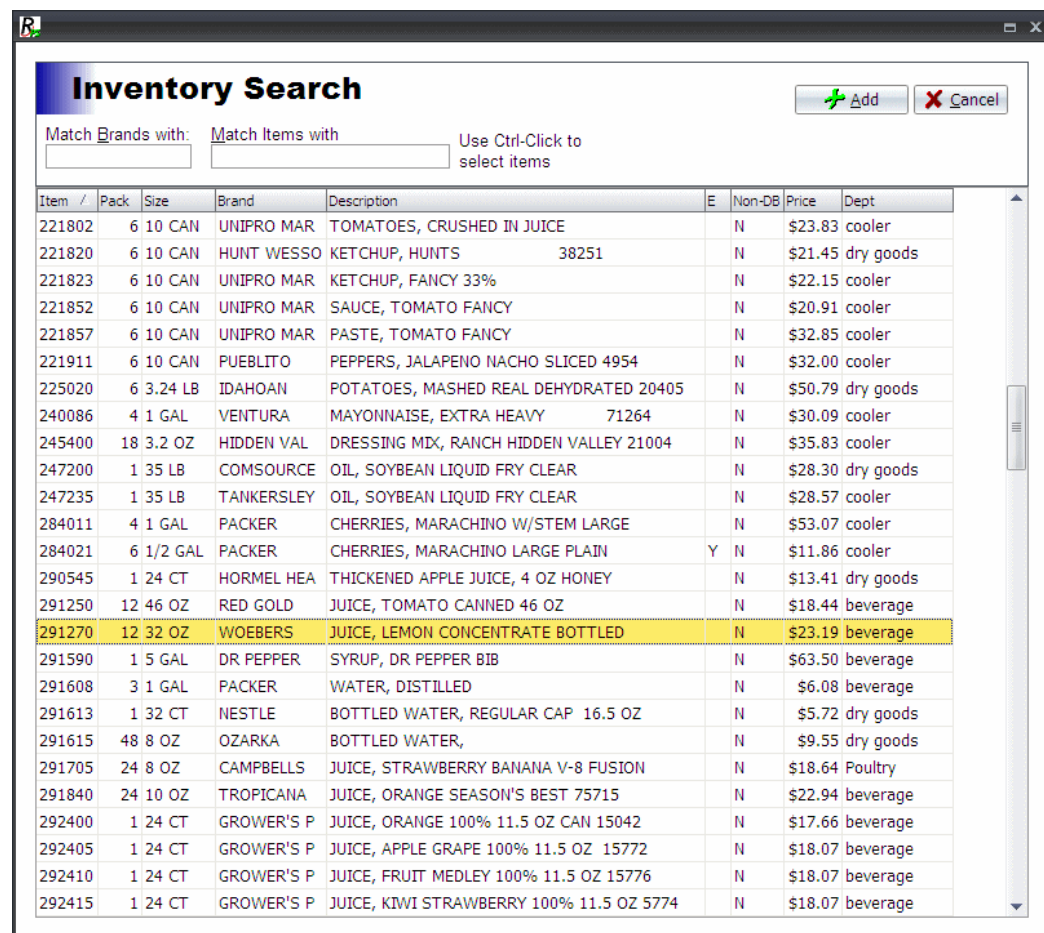 R
Inventory Search
Add Cancel
Match Brands with: Match Items with Use Ctrl-Click to
select items
Item / Pack Size Brand Description E Non-DB Price Dept
221802 6 10 CAN UNIPRO MAR TOMATOES, CRUSHED IN JUICE N $23.83 cooler
221820 6 10 CAN HUNT WESSO KETCHUP, HUNTS 38251 N $21.45 dry goods
221823 6 10 CAN UNIPRO MAR KETCHUP, FANCY 33% N $22.15 cooler
221852 6 10 CAN UNIPRO MAR SAUCE, TOMATO FANCY N $20.91 cooler
221857 6 10 CAN UNIPRO MAR PASTE, TOMATO FANCY N $32.85 cooler
221911 6 10 CAN PUEBLITO PEPPERS, JALAPENO NACHO SLICED 4954 N $32.00 cooler
225020 6 3.24 LB IDAHOAN POTATOES, MASHED REAL DEHYDRATED 20405 N $50.79 dry goods
240086 4 1 GAL VENTURA MAYONNAISE, EXTRA HEAVY 71264 N $30.09 cooler
245400 18 3.2 OZ HIDDEN VAL DRESSING MIX, RANCH HIDDEN VALLEY 21004 N $35.83 cooler
247200 1 35 LB COMSOURCE OIL, SOYBEAN LIQUID FRY CLEAR N $28.30 dry goods
247235 1 35 LB TANKERSLEY OIL, SOYBEAN LIQUID FRY CLEAR N $28.57 cooler
284011 4 1 GAL PACKER CHERRIES, MARACHINO W/STEM LARGE N $53.07 cooler
284021 6 1/2 GAL PACKER CHERRIES, MARACHINO LARGE PLAIN Y N $11.86 cooler
290545 1 24 CT HORMEL HEA THICKENED APPLE JUICE, 4 OZ HONEY N $13.41 dry goods
291250 12 46 OZ RED GOLD JUICE, TOMATO CANNED 46 OZ N $18.44 beverage
291270 12 32 OZ WOEBERS JUICE, LEMON CONCENTRATE BOTTLED N $23.19 beverage
291590 1 5 GAL DR PEPPER SYRUP, DR PEPPER BIB N $63.50 beverage
291608 3 1 GAL PACKER WATER, DISTILLED N $6.08 beverage
291613 1 32 CT NESTLE BOTTLED WATER, REGULAR CAP 16.5 OZ N $5.72 dry goods
291615 48 8 OZ OZARKA BOTTLED WATER, N $9.55 dry goods
291705 24 8 OZ CAMPBELLS JUICE, STRAWBERRY BANANA V-8 FUSION N $18.64 Poultry
291840 24 10 OZ TROPICANA JUICE, ORANGE SEASON'S BEST 75715 N $22.94 beverage
292400 1 24 CT GROWER'S P JUICE, ORANGE 100% 11.5 OZ CAN 15042 N $17.66 beverage
292405 1 24 CT GROWER'S P JUICE, APPLE GRAPE 100% 11.5 OZ 15772 N $18.07 beverage
292410 1 24 CT GROWER'S P JUICE, FRUIT MEDLEY 100% 11.5 OZ 15776 N $18.07 beverage
292415 1 24 CT GROWER'S P JUICE, KIWI STRAWBERRY 100% 11.5 OZ 5774 N $18.07 beverage